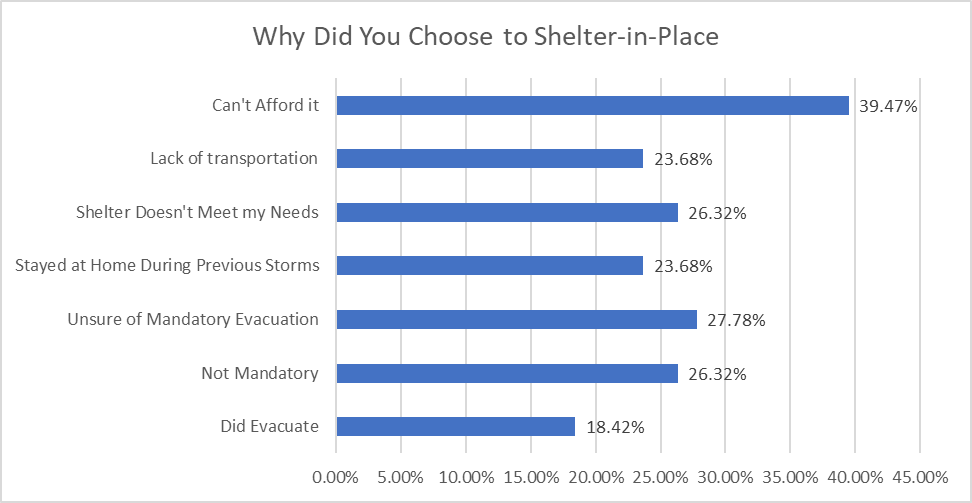 Why Did You Choose to Shelter-in-Place
Can't Afford it
39.47%
Lack of transportation
23.68%
Shelter Doesn't Meet my Needs
26.32%
Stayed at Home During Previous Storms
23.68%
Unsure of Mandatory Evacuation
27.78%
Not Mandatory
26.32%
Did Evacuate
18.42%
0.00% 5.00% 10.00% 15.00% 20.00% 25.00% 30.00% 35.00% 40.00% 45.00%